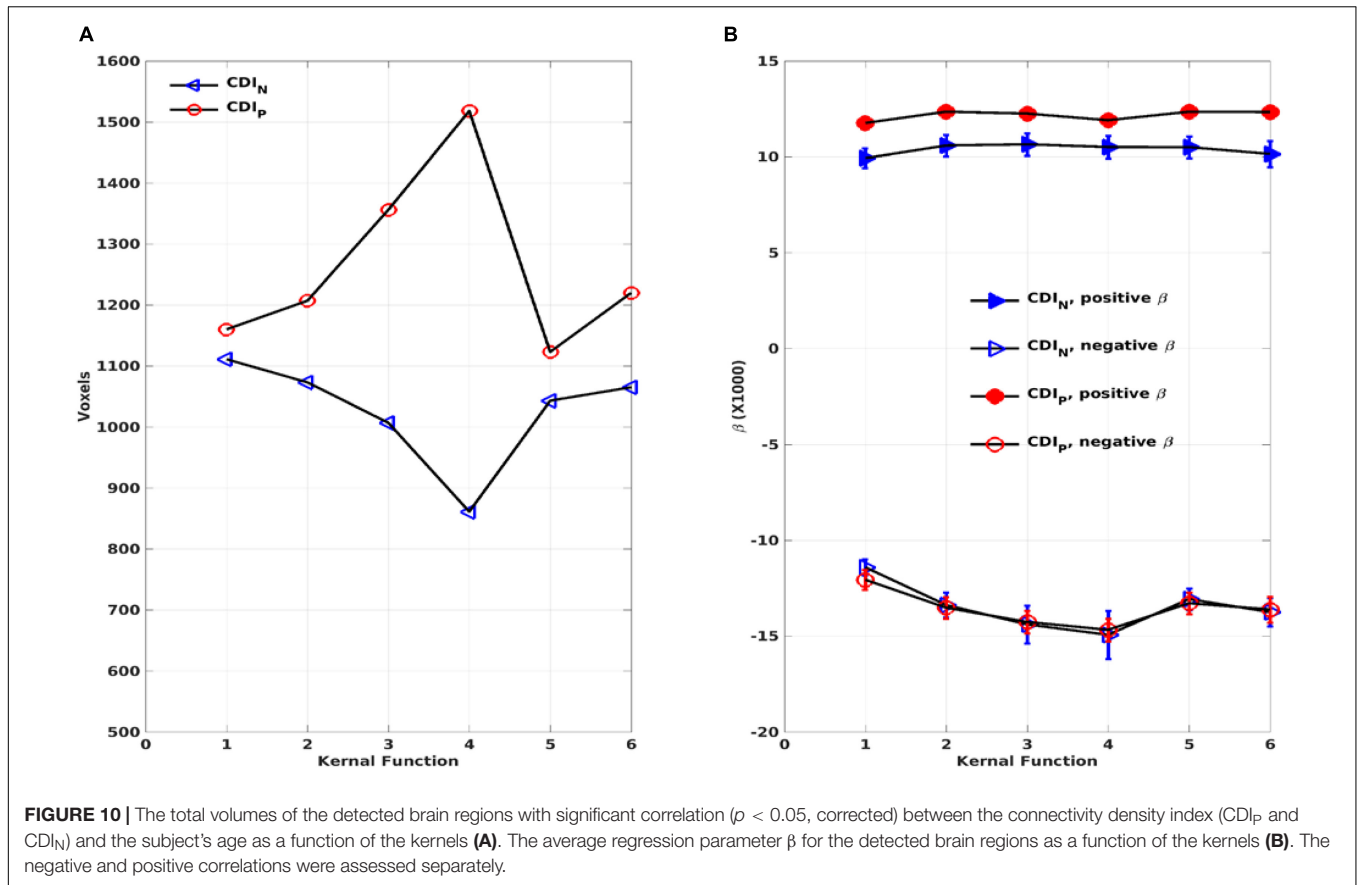 A
1600
1500
1400
1300
1200
1100
1000
900
800
700
600
500
Voxels
CDI_N
CDI_P
0 1 2 3 4 5 6
Kernal Function
B
15
10
5
0
-5
-10
-15
-20
β (X1000)
CDI_N, positive β
CDI_N, negative β
CDI_P, positive β
CDI_P, negative β
0 1 2 3 4 5 6
Kernal Function
FIGURE 10 | The total volumes of the detected brain regions with significant correlation (p < 0.05, corrected) between the connectivity density index (CDI_P and
CDI_N) and the subject's age as a function of the kernels (A). The average regression parameter β for the detected brain regions as a function of the kernels (B). The
negative and positive correlations were assessed separately.